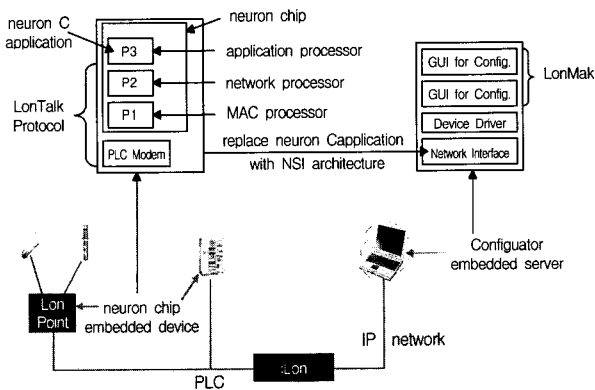 neuron C
application
neuron chip
P3
application processor
P2
network processor
P1
MAC processor
LonTalk
Protocol
PLC Modem
GUI for Config.
GUI for Config.
LonMak
Device Driver
Network Interface
replace neuron Capplication
with NSI architecture
Configuator
embedded server
Lon
Point
neuron chip
embedded device
IP network
PLC
iLon